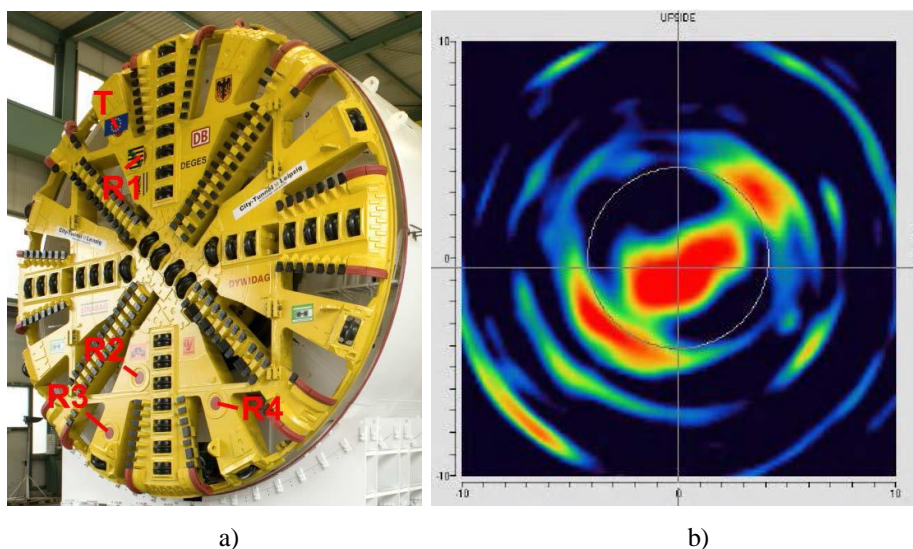 T
DB
R1
DEGES
City-Tunnel Leipzig
City-Tunnel Leipzig
DYWIDAG
R2
R3
R4
a)
UPSIDE
10
0
-10
-10
0
10
b)